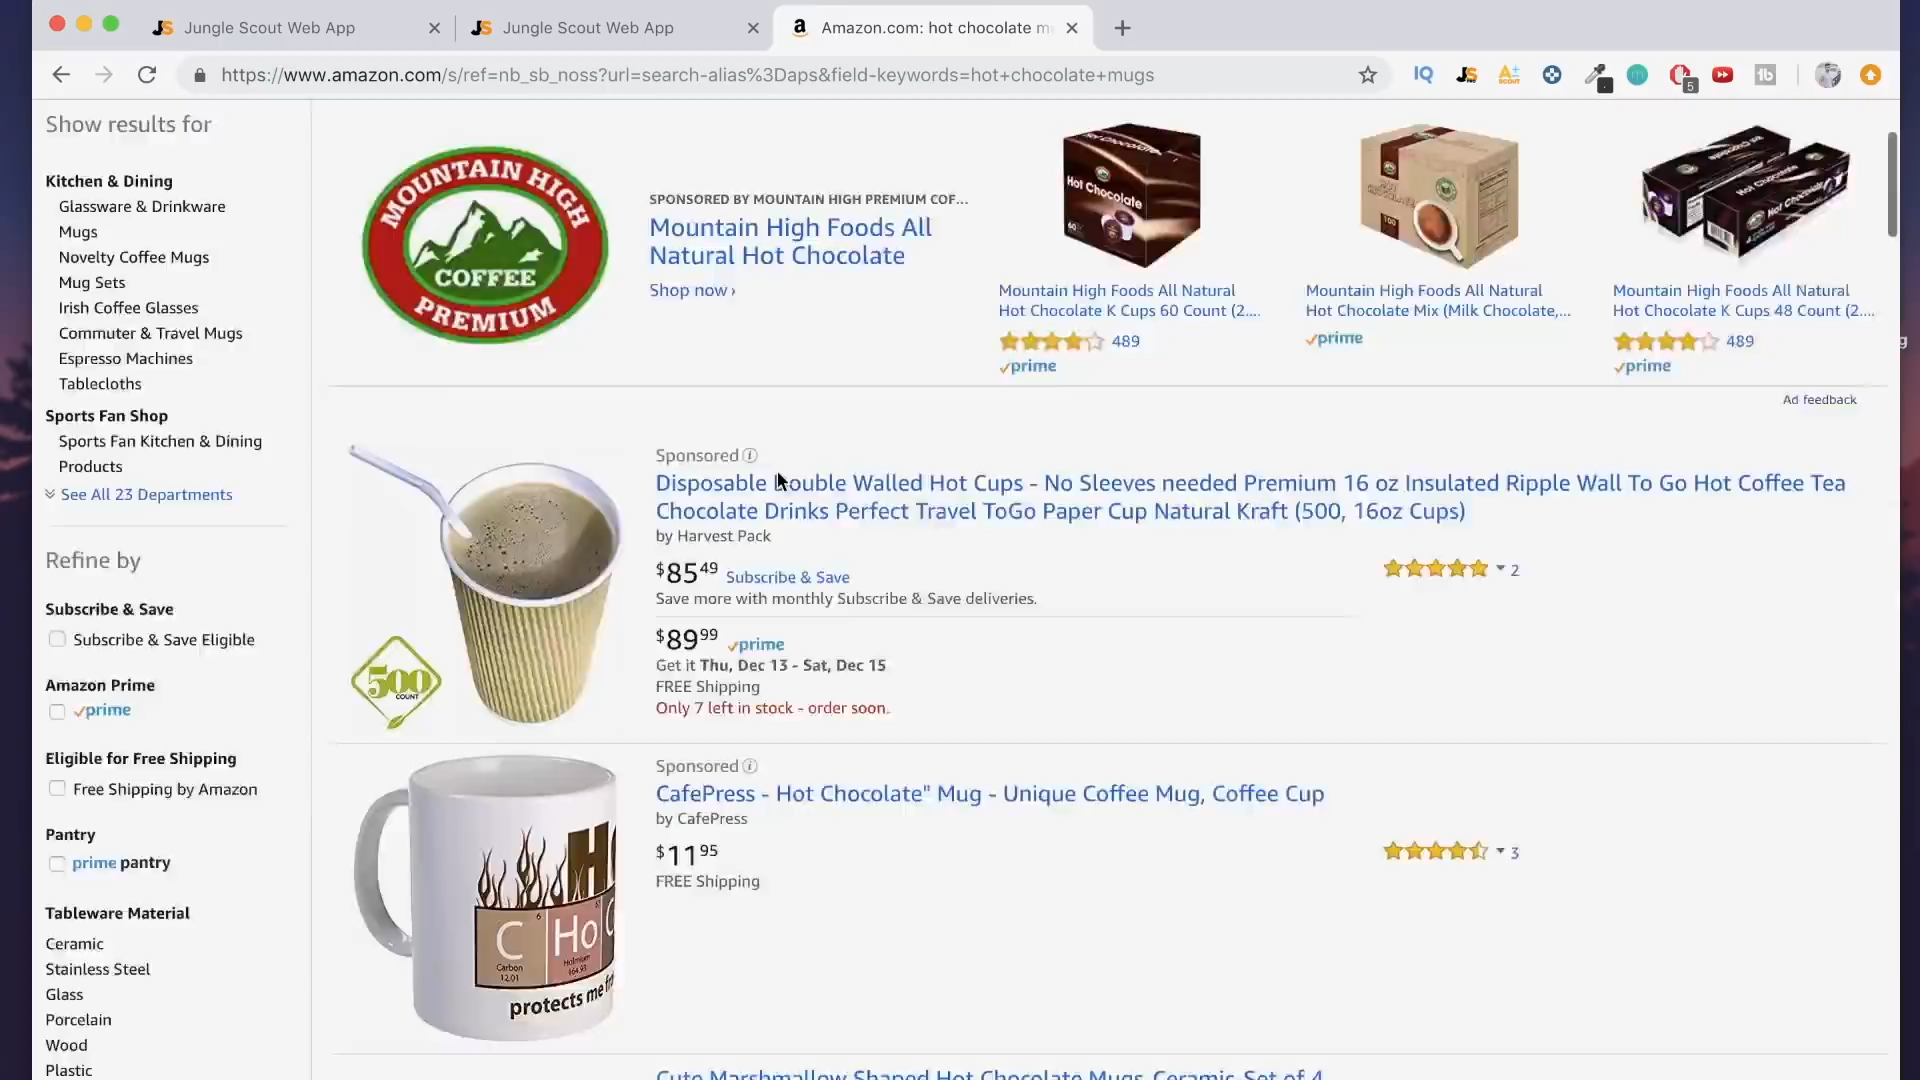 Jungle Scout Web App
Jungle Scout Web App
Amazon.com: hot chocolate m
https://www.amazon.com/s/ref=nb_sb_noss?url=search-alias%3Daps&field-keywords=hot+chocolate+mugs
IQ
JS
5
Show results for
Kitchen & Dining
Glassware & Drinkware
Mugs
Novelty Coffee Mugs
Mug Sets
Irish Coffee Glasses
Commuter & Travel Mugs
Espresso Machines
Tablecloths
Sports Fan Shop
Sports Fan Kitchen & Dining
Products
See All 23 Departments
Refine by
Subscribe & Save
Subscribe & Save Eligible
Amazon Prime
prime
Eligible for Free Shipping
Free Shipping by Amazon
Pantry
prime pantry
Tableware Material
Ceramic
Stainless Steel
Glass
Porcelain
Wood
Plastic
MOUNTAIN HIGH
COFFEE
PREMIUM
SPONSORED BY MOUNTAIN HIGH PREMIUM COF...
Mountain High Foods All
Natural Hot Chocolate
Shop now ›
Hot Chocolate
Mountain High Foods All Natural
Hot Chocolate K Cups 60 Count (2....
489
prime
Mountain High Foods All Natural
Hot Chocolate Mix (Milk Chocolate,...
prime
Hot Chocolate
Mountain High Foods All Natural
Hot Chocolate K Cups 48 Count (2....
489
prime
Ad feedback
500
COUNT
Sponsored
Disposable Double Walled Hot Cups - No Sleeves needed Premium 16 oz Insulated Ripple Wall To Go Hot Coffee Tea
Chocolate Drinks Perfect Travel ToGo Paper Cup Natural Kraft (500, 16oz Cups)
by Harvest Pack
$85 49 Subscribe & Save
Save more with monthly Subscribe & Save deliveries.
2
$89 99 prime
Get it Thu, Dec 13 - Sat, Dec 15
FREE Shipping
Only 7 left in stock - order soon.
C
Carbon
12.01
6
Ho
Holmium
164.93
protects me
Sponsored
CafePress - Hot Chocolate" Mug - Unique Coffee Mug, Coffee Cup
by CafePress
$11 95
FREE Shipping
3
Cute Marshmallow Shaped Hot Chocolate Mugs, Ceramic, Set of 4